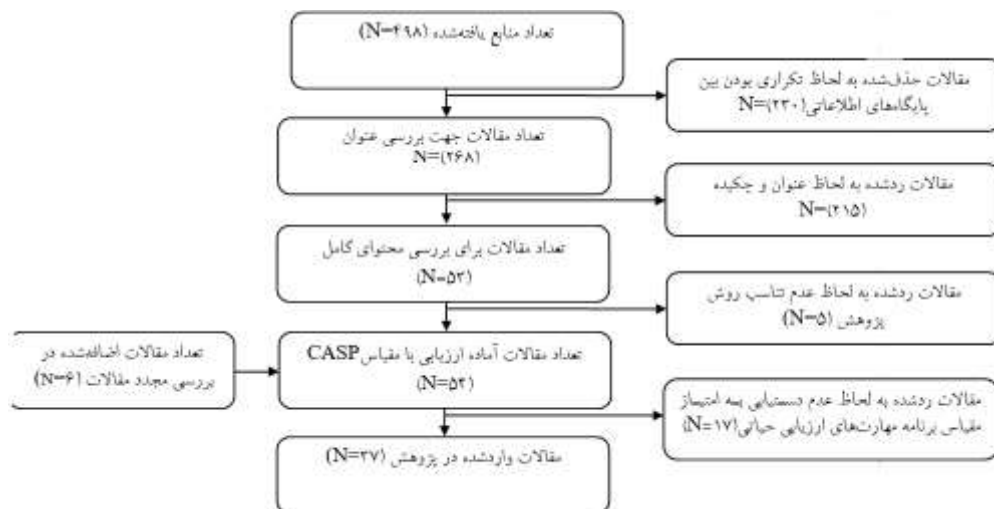 تعداد منابع یافته‌شده (N=۴۹۸)
مقالات حذف‌شده به لحاظ تکراری بودن بین
پایگاه‌های اطلاعاتی(۲۳۰)=N
تعداد مقالات جهت بررسی عنوان
(۲۶۸)=N
مقالات ردشده به لحاظ عنوان و چکیده
(۲۱۵)=N
تعداد مقالات برای بررسی محتوای کامل
(N=۵۳)
مقالات ردشده به لحاظ عدم تناسب روش
پژوهش (N=۵)
تعداد مقالات اضافه‌شده در
بررسی مجدد مقالات (N=۶)
تعداد مقالات آماده ارزیابی با مقیاس CASP
(N=۵۴)
مقالات ردشده به لحاظ عدم دستیابی به امتیاز
مقیاس برنامه مهارت‌های ارزیابی حیاتی(N=۱۷)
مقالات واردشده در پژوهش (N=۳۷)